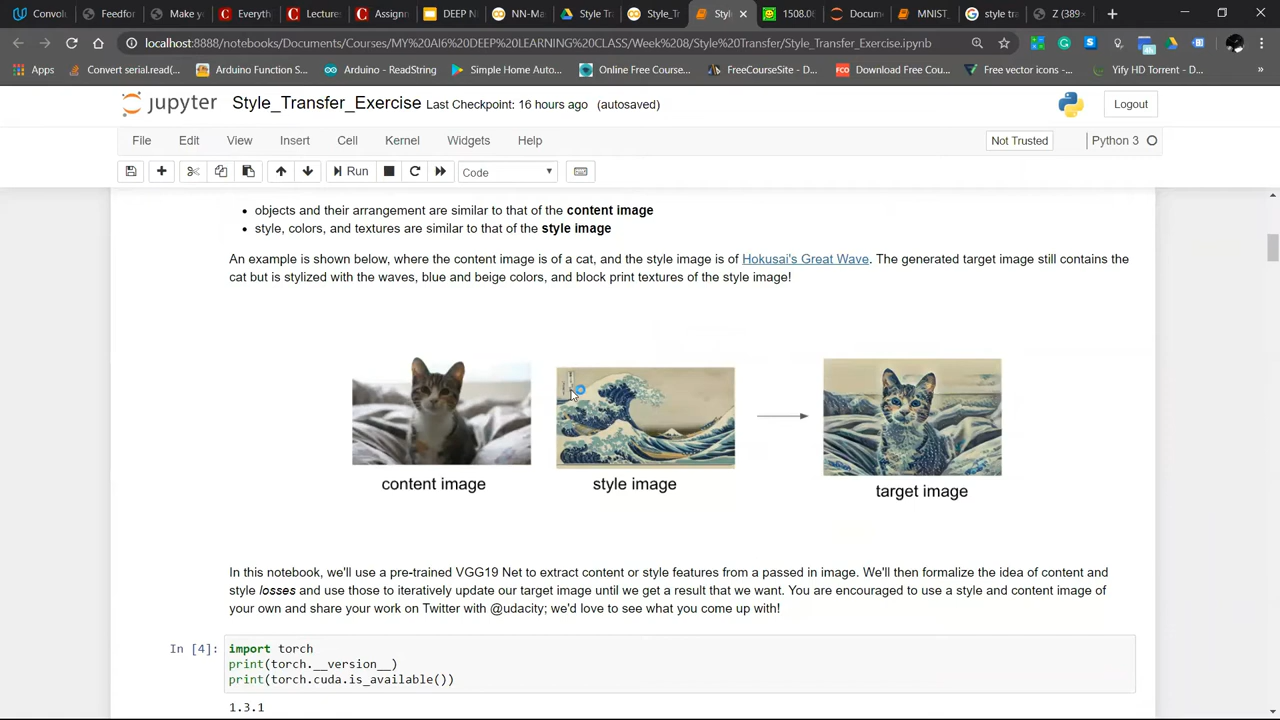 Convolu
Feedfor
Make yo
Everyth
Lectures
Assignm
DEEP NE
NN-Ma
Style Tra
Style_Tr
Styl
1508.06
Docume
MNIST_
style tra
Z (389×
localhost:8888/notebooks/Documents/Courses/MY%20AI6%20DEEP%20LEARNING%20CLASS/Week%208/Style%20Transfer/Style_Transfer_Exercise.ipynb
Apps
Convert serial.read(...
Arduino Function S...
Arduino - ReadString
Simple Home Auto...
Online Free Course...
FreeCourseSite - D...
Download Free Cou...
Free vector icons -...
Yify HD Torrent - D...
»
jupyter
Style_Transfer_Exercise Last Checkpoint: 16 hours ago (autosaved)
Logout
File Edit View Insert Cell Kernel Widgets Help
Not Trusted
Python 3
Run
Code
• objects and their arrangement are similar to that of the content image
• style, colors, and textures are similar to that of the style image
An example is shown below, where the content image is of a cat, and the style image is of Hokusai's Great Wave. The generated target image still contains the
cat but is stylized with the waves, blue and beige colors, and block print textures of the style image!
content image
style image
target image
In this notebook, we'll use a pre-trained VGG19 Net to extract content or style features from a passed in image. We'll then formalize the idea of content and
style losses and use those to iteratively update our target image until we get a result that we want. You are encouraged to use a style and content image of
your own and share your work on Twitter with @udacity; we'd love to see what you come up with!
In [4]:
import torch
print(torch.__version__)
print(torch.cuda.is_available())
1.3.1